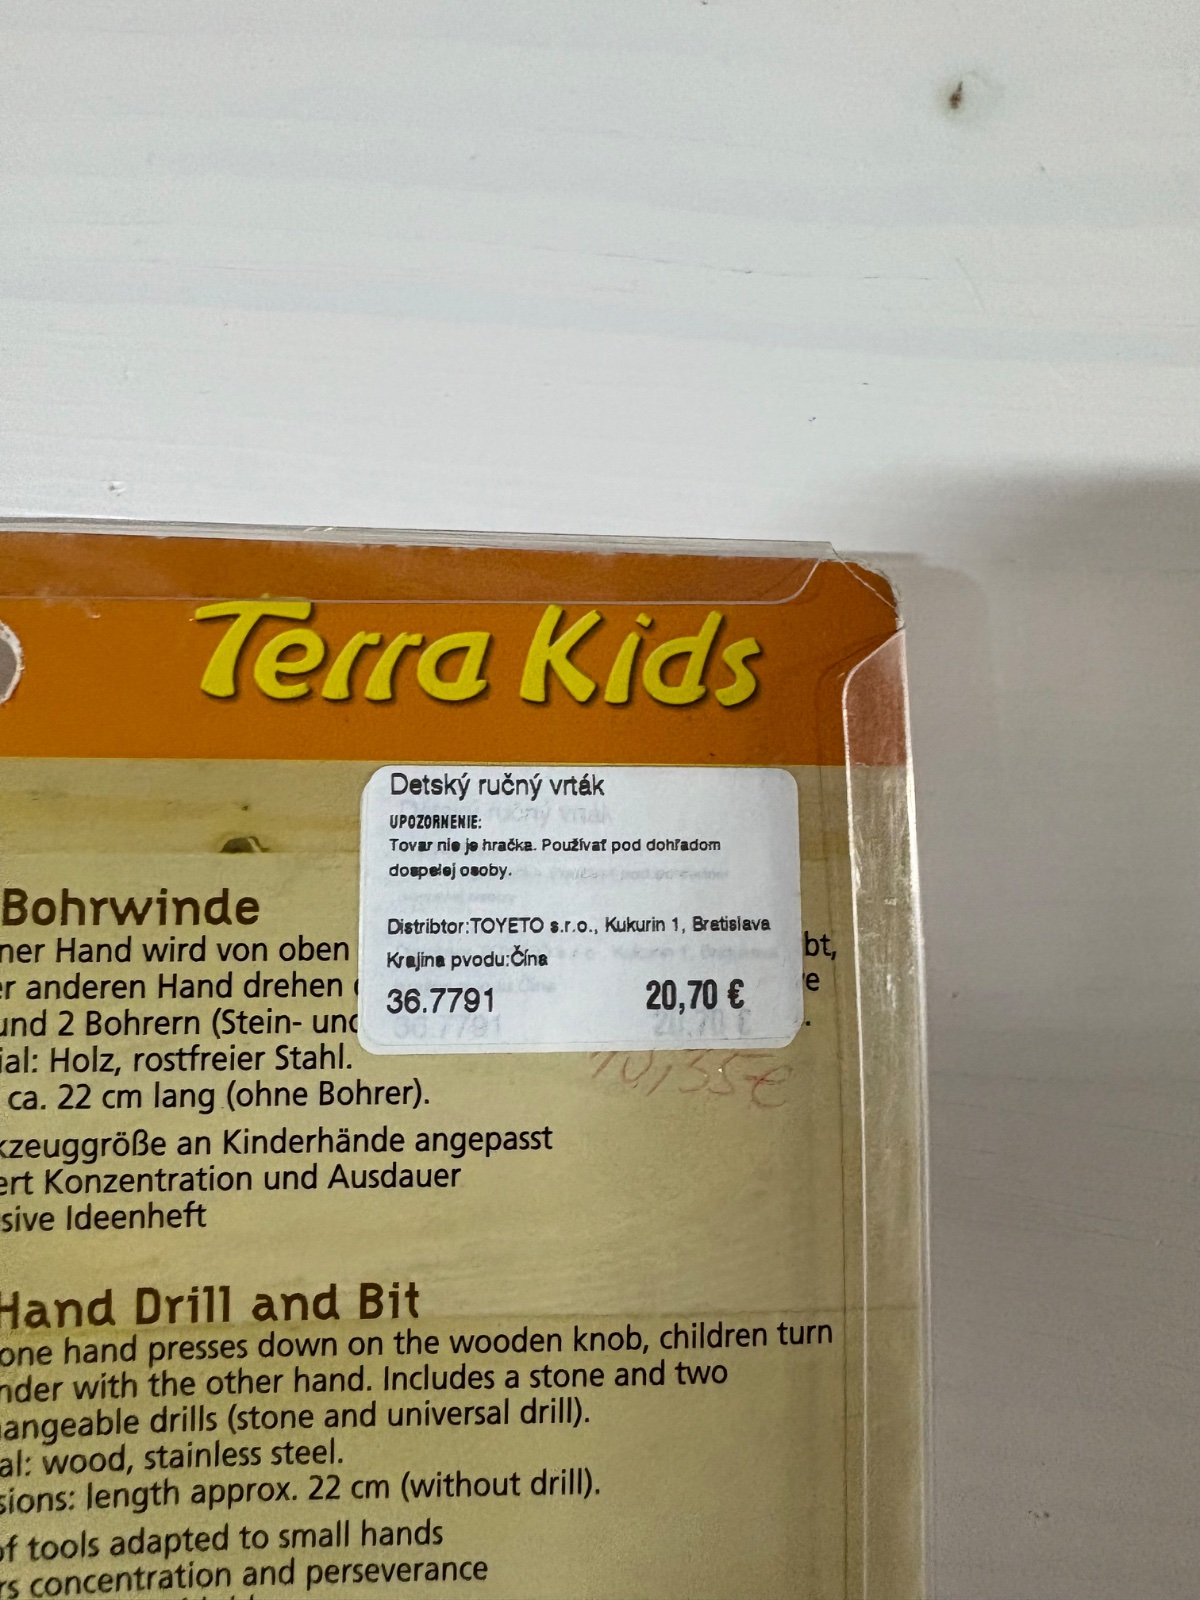 Terra Kids
Detský ručný vrták
UPOZORNENIE:
Tovar nie je hračka. Používať pod dohľadom
dospelej osoby.
Distribtor:TOYETO s.r.o., Kukurin 1, Bratislava
Krajina pvodu:Čína
36.7791 20,70 €
10,35€
Bohrwinde
ner Hand wird von oben bt,
er anderen Hand drehen
und 2 Bohrern (Stein- und
ial: Holz, rostfreier Stahl.
ca. 22 cm lang (ohne Bohrer).
kzeuggröße an Kinderhände angepasst
ert Konzentration und Ausdauer
sive Ideenheft
Hand Drill and Bit
one hand presses down on the wooden knob, children turn
nder with the other hand. Includes a stone and two
hangeable drills (stone and universal drill).
al: wood, stainless steel.
sions: length approx. 22 cm (without drill).
of tools adapted to small hands
rs concentration and perseverance